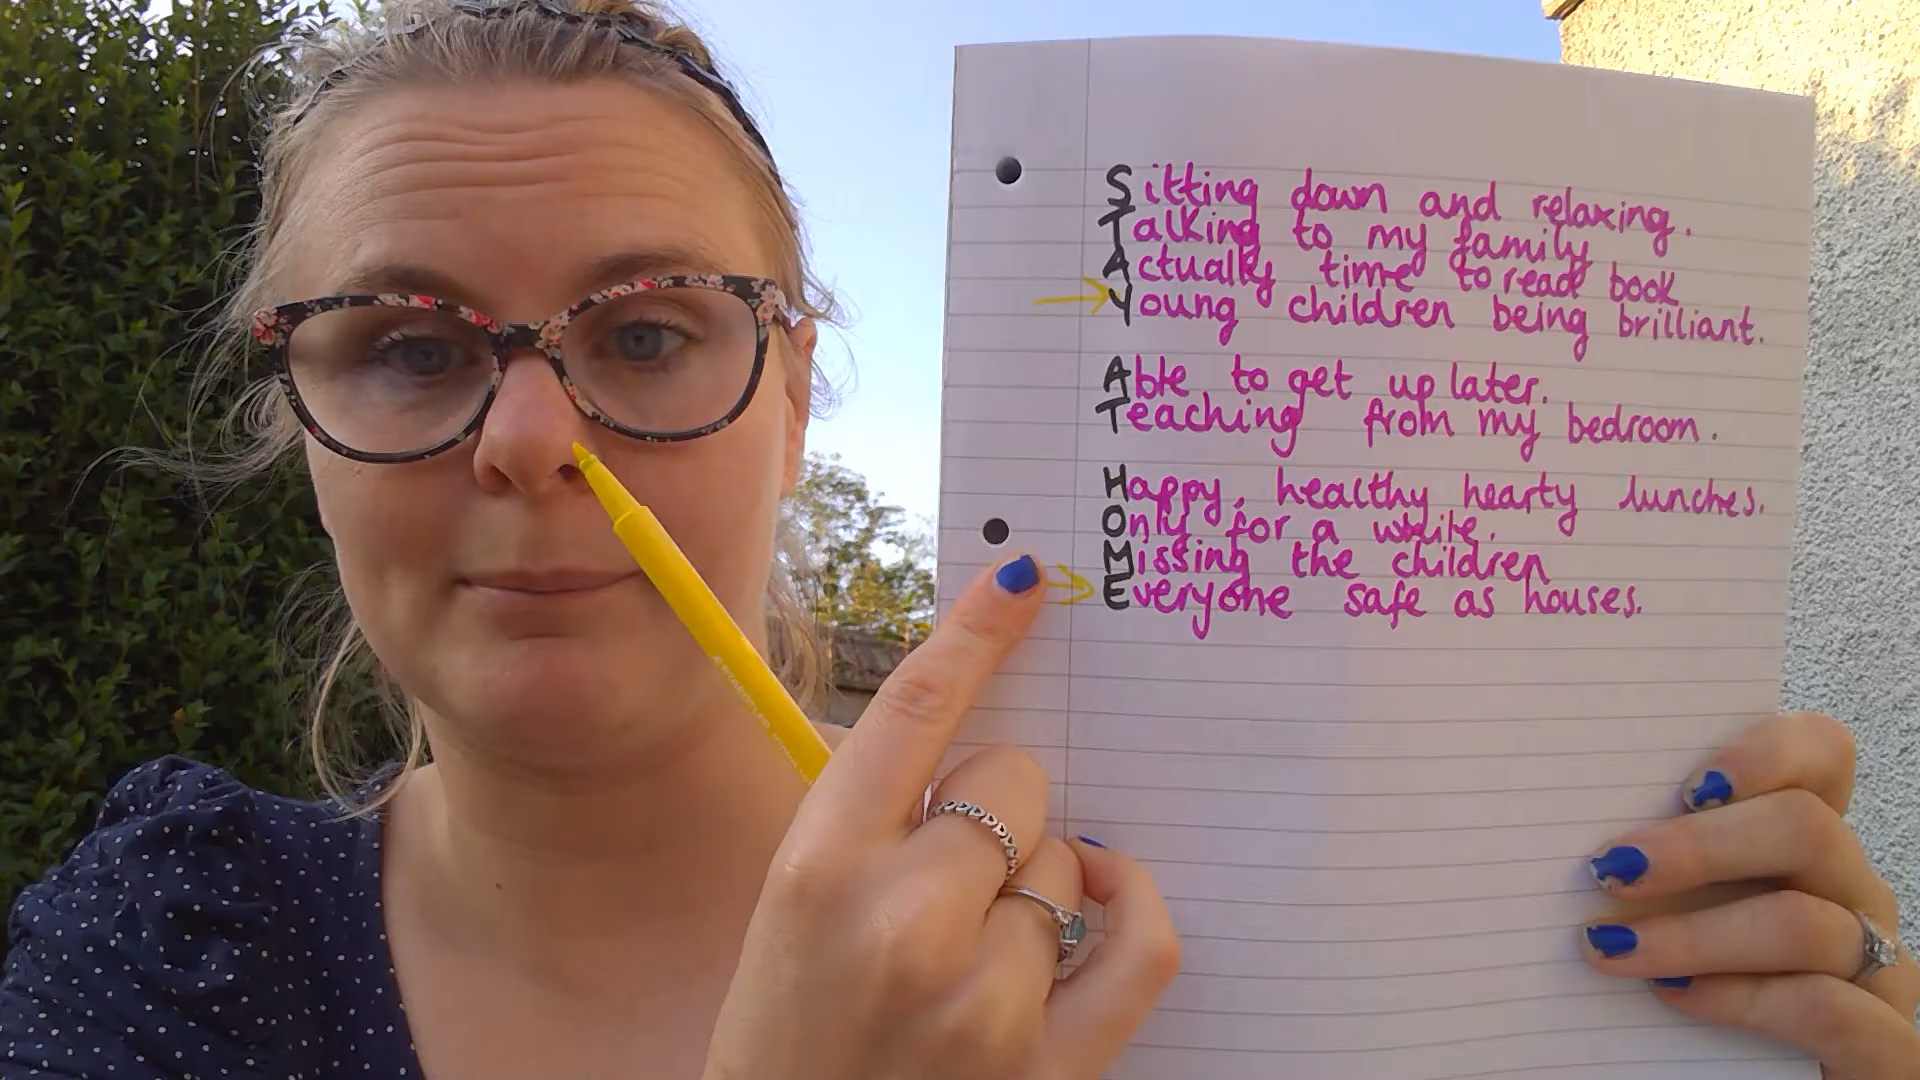 Sitting down and relaxing.
Talking to my family
Actually time to read book
Young children being brilliant.
Able to get up later.
Teaching from my bedroom.
Happy, healthy hearty lunches.
Only for a while.
Missing the children
Everyone safe as houses.